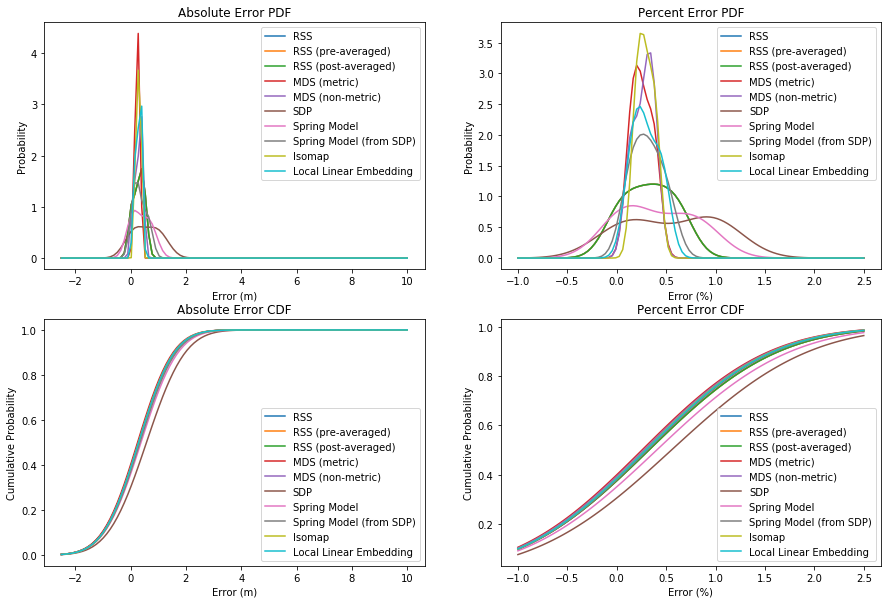 Absolute Error PDF
Probability
4
3
2
1
0
−2
0
2
4
6
8
10
Error (m)
RSS
RSS (pre-averaged)
RSS (post-averaged)
MDS (metric)
MDS (non-metric)
SDP
Spring Model
Spring Model (from SDP)
Isomap
Local Linear Embedding
Percent Error PDF
Probability
3.5
3.0
2.5
2.0
1.5
1.0
0.5
0.0
−1.0
−0.5
0.0
0.5
1.0
1.5
2.0
2.5
Error (%)
RSS
RSS (pre-averaged)
RSS (post-averaged)
MDS (metric)
MDS (non-metric)
SDP
Spring Model
Spring Model (from SDP)
Isomap
Local Linear Embedding
Absolute Error CDF
Cumulative Probability
1.0
0.8
0.6
0.4
0.2
0.0
−2
0
2
4
6
8
10
Error (m)
RSS
RSS (pre-averaged)
RSS (post-averaged)
MDS (metric)
MDS (non-metric)
SDP
Spring Model
Spring Model (from SDP)
Isomap
Local Linear Embedding
Percent Error CDF
Cumulative Probability
1.0
0.8
0.6
0.4
0.2
−1.0
−0.5
0.0
0.5
1.0
1.5
2.0
2.5
Error (%)
RSS
RSS (pre-averaged)
RSS (post-averaged)
MDS (metric)
MDS (non-metric)
SDP
Spring Model
Spring Model (from SDP)
Isomap
Local Linear Embedding